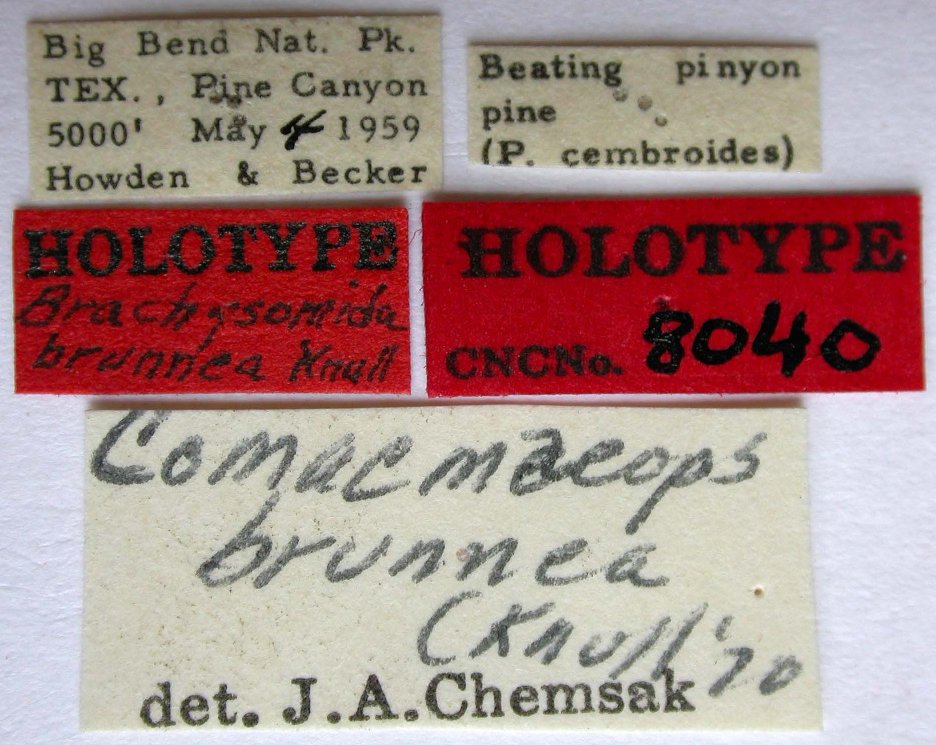 Big Bend Nat. Pk.
TEX., Pine Canyon
5000' May 4 1959
Howden & Becker
Beating pinyon
pine
(P. cembroides)
HOLOTYPE
Brachysomida
brunnea Knull
HOLOTYPE
CNCNo. 8040
Comacmaeops
brunnea
(Knull '70
det. J.A.Chemsak